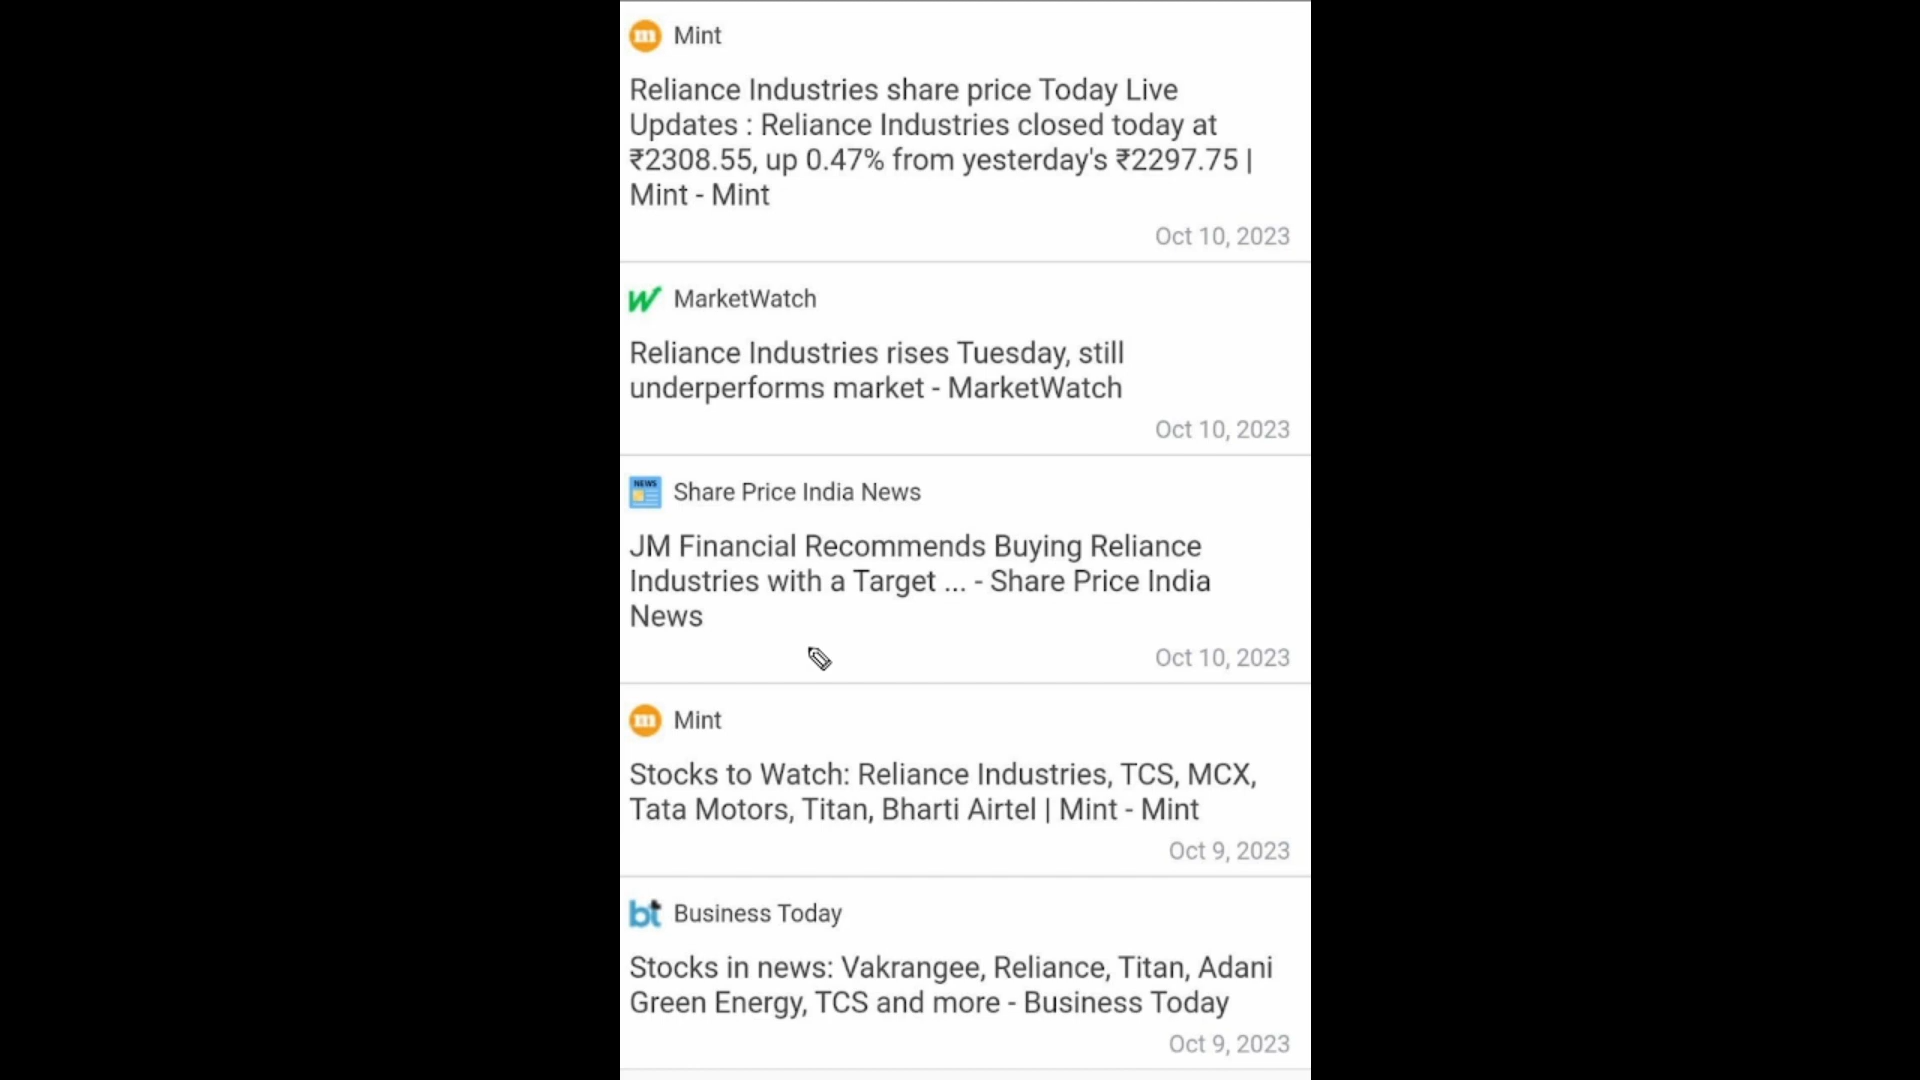 Mint
Reliance Industries share price Today Live
Updates : Reliance Industries closed today at
₹2308.55, up 0.47% from yesterday's ₹2297.75 |
Mint - Mint
Oct 10, 2023
MarketWatch
Reliance Industries rises Tuesday, still
underperforms market - MarketWatch
Oct 10, 2023
NEWS
Share Price India News
JM Financial Recommends Buying Reliance
Industries with a Target ... - Share Price India
News
Oct 10, 2023
Mint
Stocks to Watch: Reliance Industries, TCS, MCX,
Tata Motors, Titan, Bharti Airtel | Mint - Mint
Oct 9, 2023
bt Business Today
Stocks in news: Vakrangee, Reliance, Titan, Adani
Green Energy, TCS and more - Business Today
Oct 9, 2023